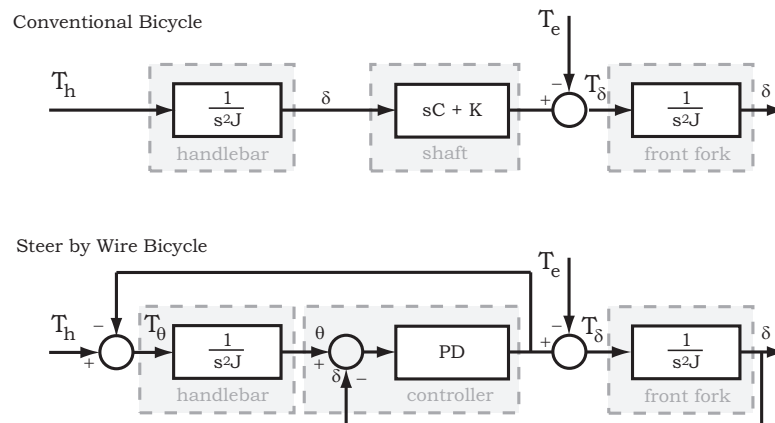 Conventional Bicycle
T_e
T_h
1/s²J
δ
sC + K
−
+
T_δ
1/s²J
δ
handlebar
shaft
front fork
Steer by Wire Bicycle
T_e
T_h
−
+
T_θ
1/s²J
θ
+
δ
−
PD
−
+
T_δ
1/s²J
δ
handlebar
controller
front fork